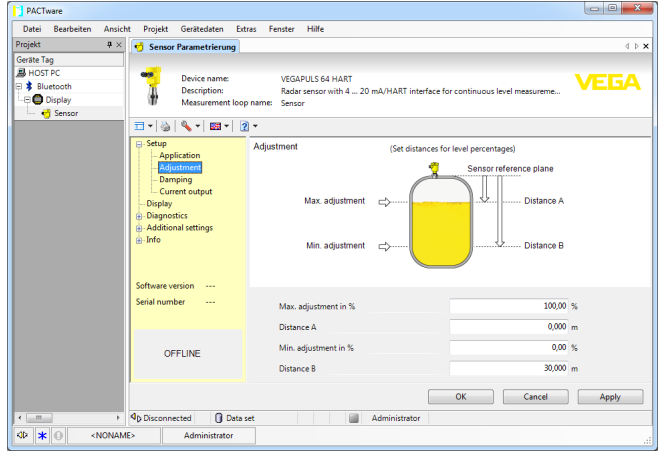 PACTware
Datei Bearbeiten Ansicht Projekt Gerätedaten Extras Fenster Hilfe
Projekt
Sensor Parametrierung
Geräte Tag
HOST PC
Bluetooth
Display
Sensor
Device name: VEGAPULS 64 HART
Description: Radar sensor with 4 ... 20 mA/HART interface for continuous level measureme...
Measurement loop name: Sensor
VEGA
Setup
Application
Adjustment
Damping
Current output
Display
Diagnostics
Additional settings
Info
Software version ---
Serial number ---
OFFLINE
Adjustment (Set distances for level percentages)
Sensor reference plane
Max. adjustment Distance A
Min. adjustment Distance B
Max. adjustment in % 100,00 %
Distance A 0,000 m
Min. adjustment in % 0,00 %
Distance B 30,000 m
OK Cancel Apply
Disconnected Data set Administrator
<NONAME> Administrator